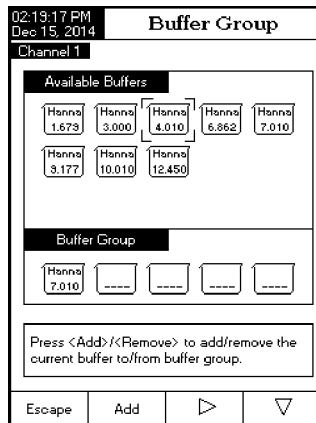 02:19:17 PM
Dec 15, 2014
Buffer Group
Channel 1
Available Buffers
Hanna Hanna Hanna Hanna Hanna
1.679 3.000 4.010 6.862 7.010
Hanna Hanna Hanna
9.177 10.010 12.450
Buffer Group
Hanna
7.010 ---- ---- ---- ----
Press <Add>/<Remove> to add/remove the
current buffer to/from buffer group.
Escape Add